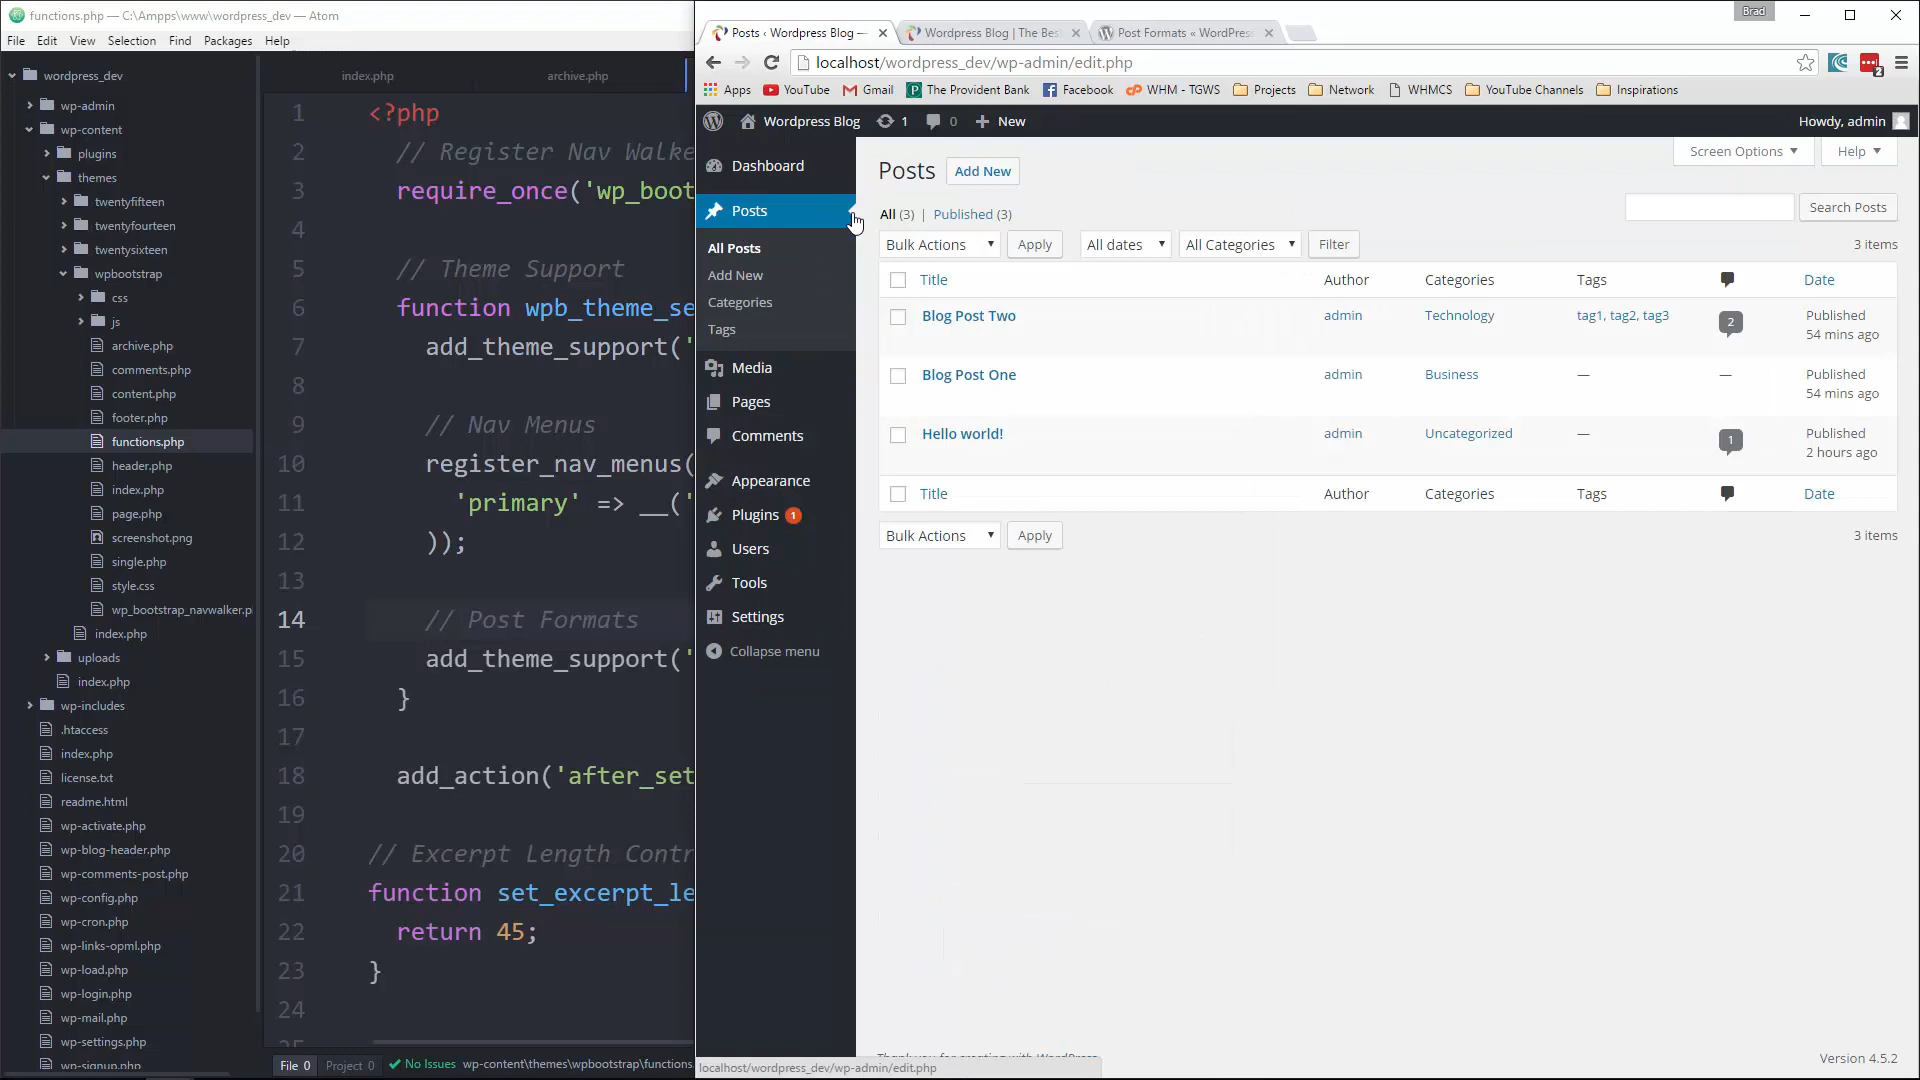 functions.php — C:\Ampps\www\wordpress_dev — Atom
File Edit View Selection Find Packages Help
wordpress_dev
wp-admin
wp-content
plugins
themes
twentyfifteen
twentyfourteen
twentysixteen
wpbootstrap
css
js
archive.php
comments.php
content.php
footer.php
functions.php
header.php
index.php
page.php
screenshot.png
single.php
style.css
wp_bootstrap_navwalker.p
index.php
uploads
index.php
wp-includes
.htaccess
index.php
license.txt
readme.html
wp-activate.php
wp-blog-header.php
wp-comments-post.php
wp-config.php
wp-cron.php
wp-links-opml.php
wp-load.php
wp-login.php
wp-mail.php
wp-settings.php
wp-signup.php
index.php archive.php
1 <?php
2 // Register Nav Walke
3 require_once('wp_boot
4
5 // Theme Support
6 function wpb_theme_se
7 add_theme_support('
8
9 // Nav Menus
10 register_nav_menus(
11 'primary' => __('
12 ));
13
14 // Post Formats
15 add_theme_support('
16 }
17
18 add_action('after_set
19
20 // Excerpt Length Contr
21 function set_excerpt_le
22 return 45;
23 }
24
25
File 0 Project 0 No Issues wp-content\themes\wpbootstrap\functions.
Brad
Posts ‹ Wordpress Blog — Wordpress Blog | The Bes Post Formats « WordPres
localhost/wordpress_dev/wp-admin/edit.php
2
Apps YouTube Gmail The Provident Bank Facebook WHM - TGWS Projects Network WHMCS YouTube Channels Inspirations
Wordpress Blog 1 0 New Howdy, admin
Dashboard
Posts
All Posts
Add New
Categories
Tags
Media
Pages
Comments
Appearance
Plugins 1
Users
Tools
Settings
Collapse menu
Screen Options Help
Posts Add New
All (3) | Published (3) Search Posts
Bulk Actions Apply All dates All Categories Filter 3 items
Title Author Categories Tags Date
Blog Post Two admin Technology tag1, tag2, tag3 2 Published
54 mins ago
Blog Post One admin Business — — Published
54 mins ago
Hello world! admin Uncategorized — 1 Published
2 hours ago
Title Author Categories Tags Date
Bulk Actions Apply 3 items
Thank you for creating with WordPress
Version 4.5.2
localhost/wordpress_dev/wp-admin/edit.php